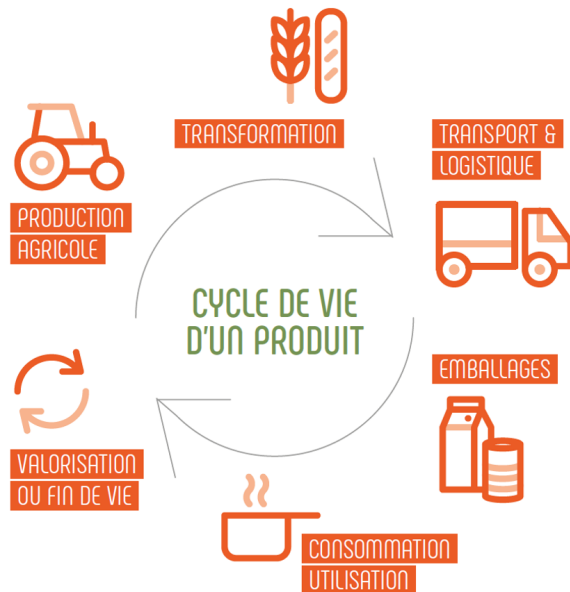 TRANSFORMATION
TRANSPORT &
LOGISTIQUE
PRODUCTION
AGRICOLE
CYCLE DE VIE
D'UN PRODUIT
EMBALLAGES
VALORISATION
OU FIN DE VIE
CONSOMMATION
UTILISATION